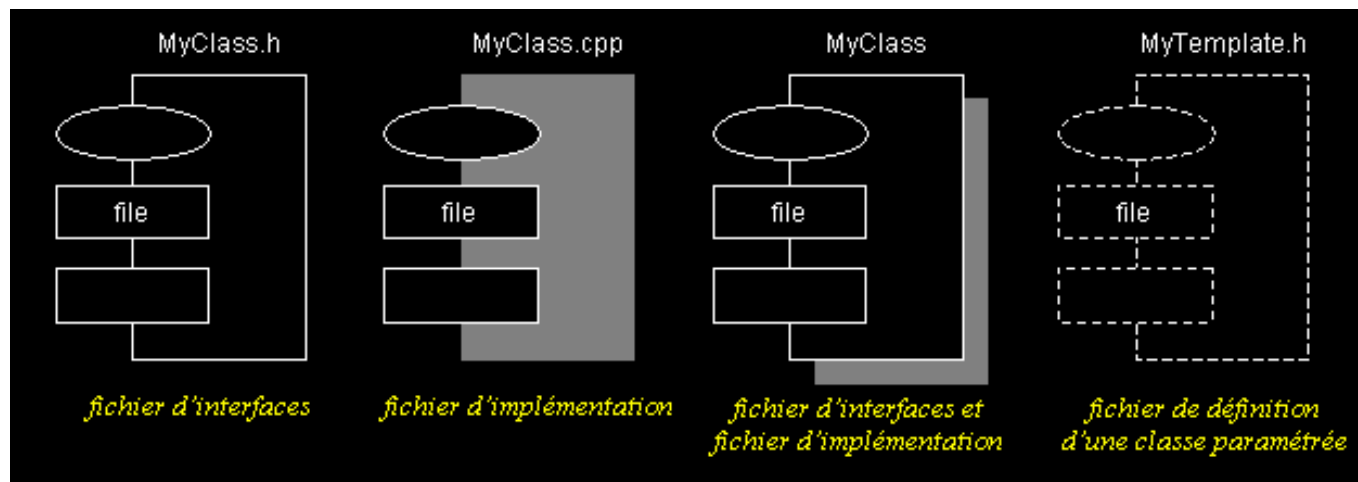 MyClass.h
MyClass.cpp
MyClass
MyTemplate.h
file
file
file
file
fichier d'interfaces
fichier d'implémentation
fichier d'interfaces et
fichier d'implémentation
fichier de définition
d'une classe paramétrée